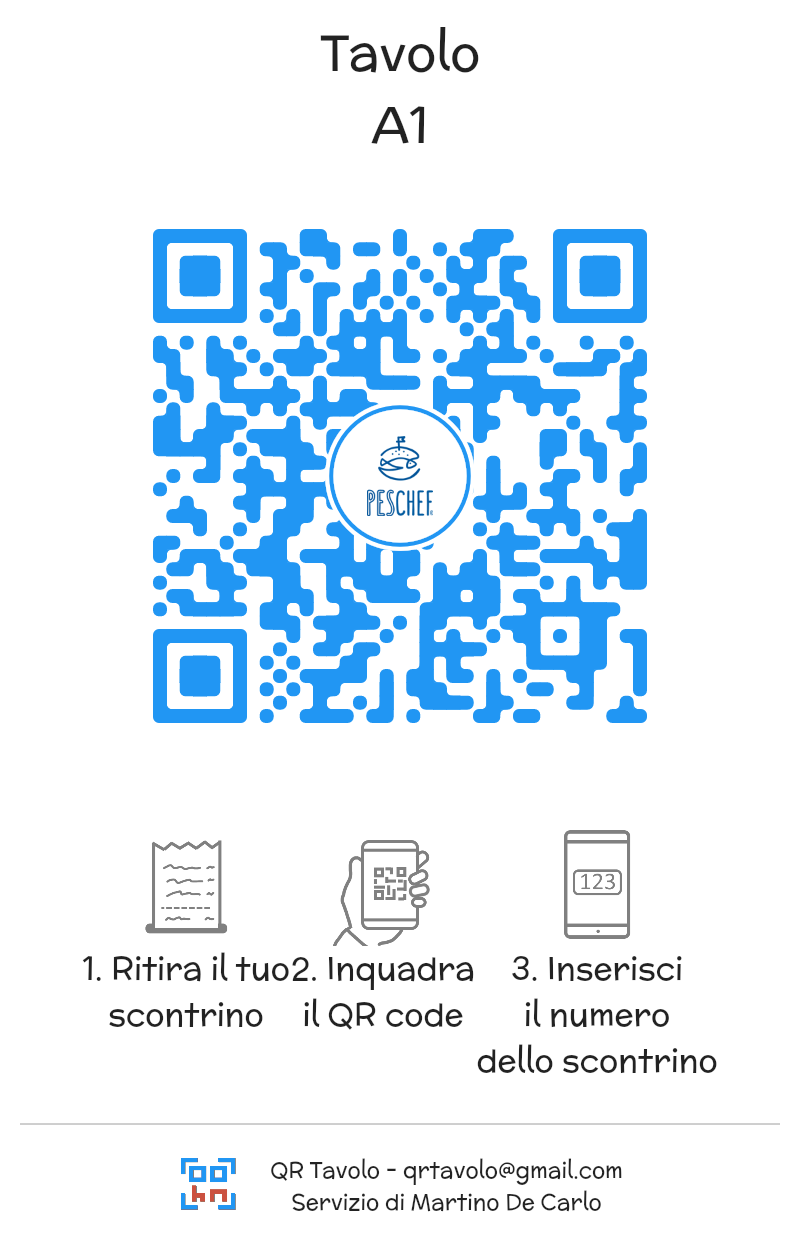 Tavolo
A1
PESCHEF
123
1. Ritira il tuo
scontrino
2. Inquadra
il QR code
3. Inserisci
il numero
dello scontrino
QR Tavolo - qrtavolo@gmail.com
Servizio di Martino De Carlo